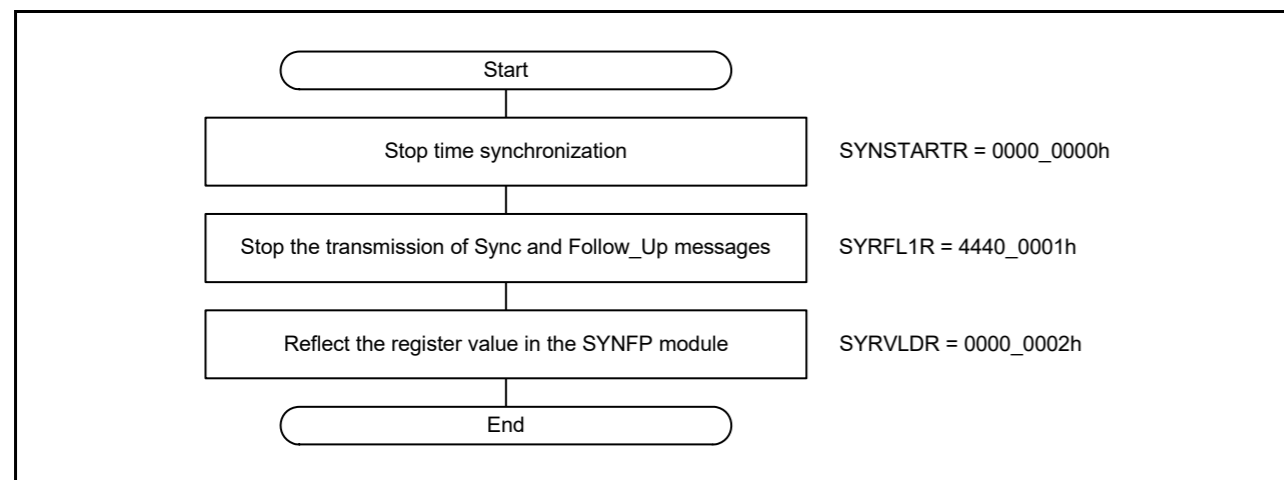 Start
Stop time synchronization
SYNSTARTR = 0000_0000h
Stop the transmission of Sync and Follow_Up messages
SYRFL1R = 4440_0001h
Reflect the register value in the SYNFP module
SYRVLDR = 0000_0002h
End